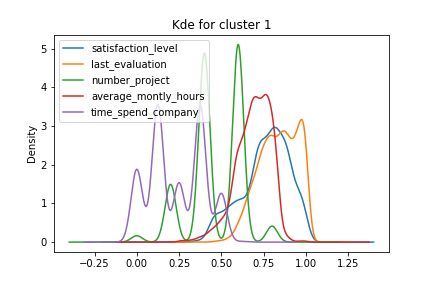 Kde for cluster 1
satisfaction_level
last_evaluation
number_project
average_montly_hours
time_spend_company
Density
5
4
3
2
1
0
−0.25 0.00 0.25 0.50 0.75 1.00 1.25